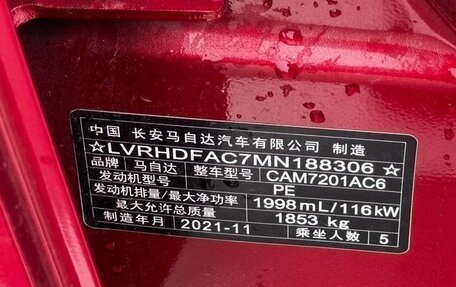 中国 长安马自达汽车有限公司 制造
☆LVRHDFAC7MN188306☆
品牌 马自达 整车型号 CAM7201AC6
发动机型号 PE
发动机排量/最大净功率 1998mL/116kW
最大允许总质量 1853 kg
制造年月 2021-11 乘坐人数 5